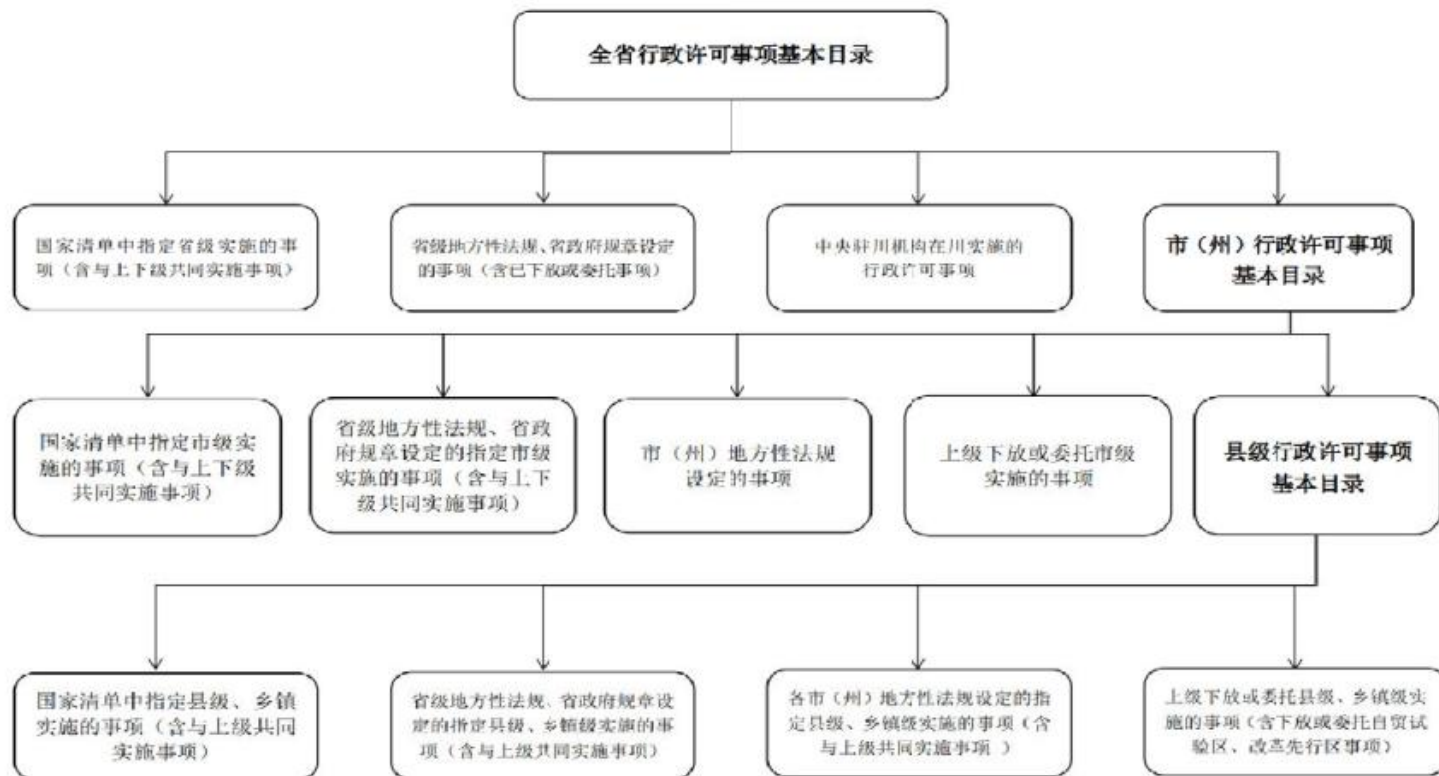 全省行政许可事项基本目录
国家清单中指定省级实施的事
项（含与上下级共同实施事项）
省级地方性法规、省政府规章设定
的事项（含已下放或委托事项）
中央驻川机构在川实施的
行政许可事项
市（州）行政许可事项
基本目录
国家清单中指定市级实
施的事项（含与上下级
共同实施事项）
省级地方性法规、省政
府规章设定的指定市级
实施的事项（含与上下
级共同实施事项）
市（州）地方性法规
设定的事项
上级下放或委托市级
实施的事项
县级行政许可事项
基本目录
国家清单中指定县级、乡镇
实施的事项（含与上级共同
实施事项）
省级地方性法规、省政府规章设
定的指定县级、乡镇级实施的事
项（含与上级共同实施事项）
各市（州）地方性法规设定的指
定县级、乡镇级实施的事项（含
与上级共同实施事项 ）
上级下放或委托县级、乡镇级实
施的事项（含下放或委托自贸试
验区、改革先行区事项）